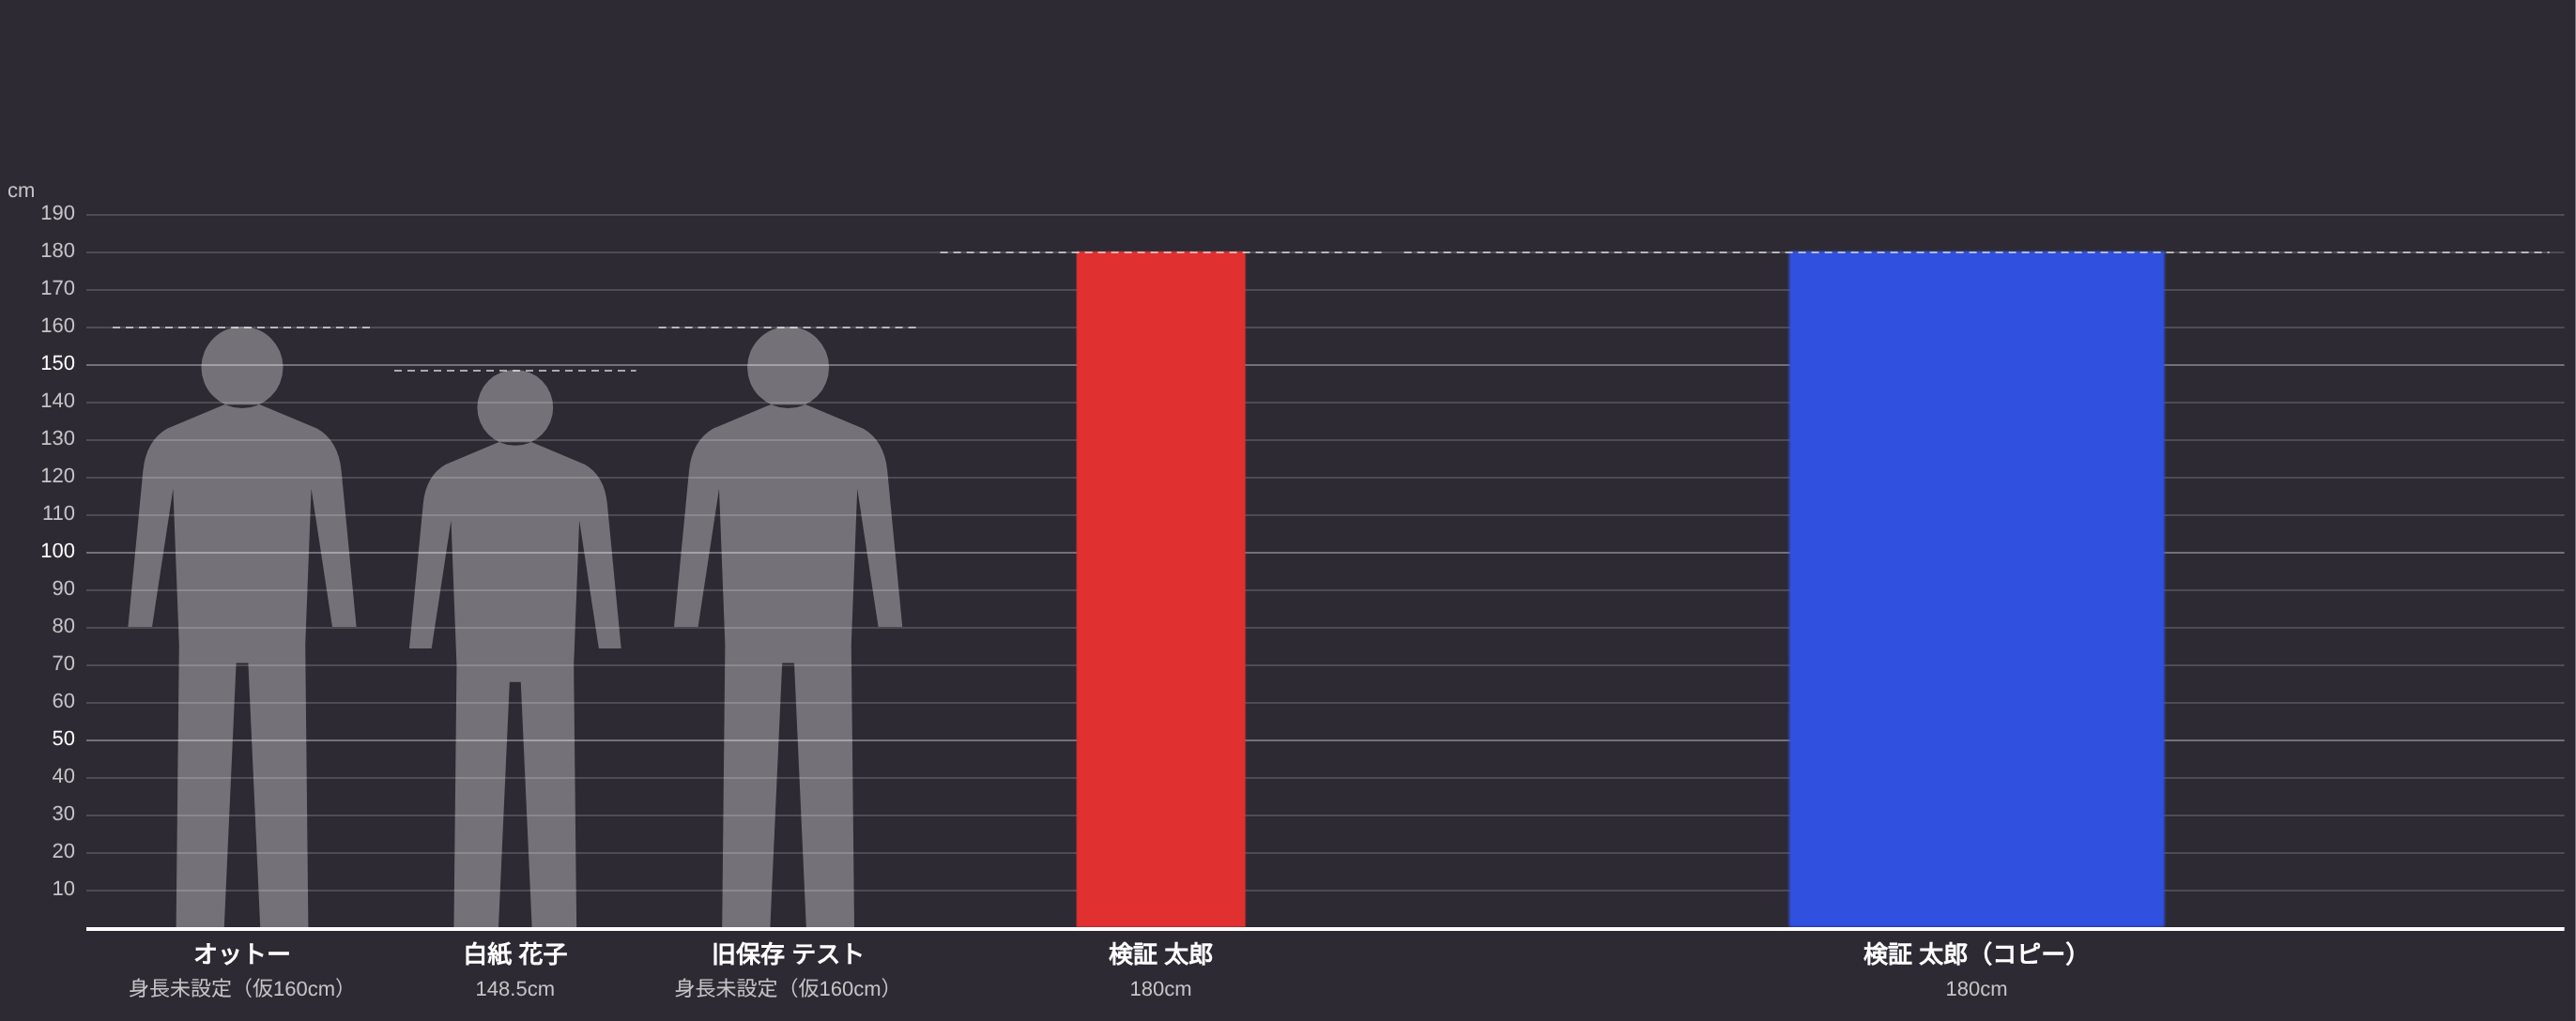 cm
190
180
170
160
150
140
130
120
110
100
90
80
70
60
50
40
30
20
10
オットー
身長未設定（仮160cm）
白紙 花子
148.5cm
旧保存 テスト
身長未設定（仮160cm）
検証 太郎
180cm
検証 太郎（コピー）
180cm